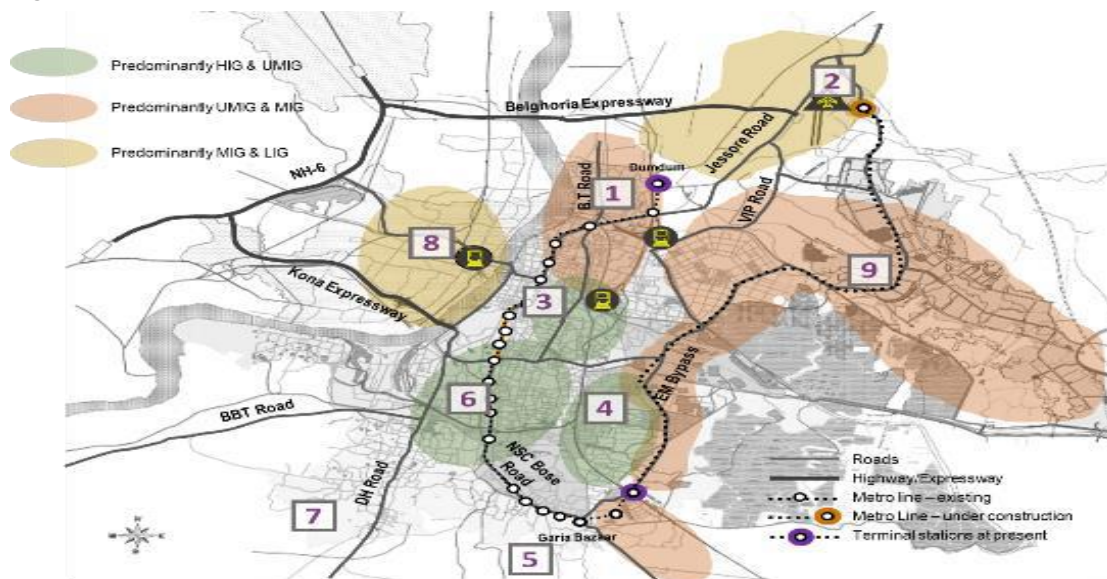 Predominantly HIG & UMIG
Predominantly UMIG & MIG
Predominantly MIG & LIG
2
Belghoria Expressway
Jessore Road
NH-6
Dumdum
B.T Road
1
VIP Road
8
9
Kona Expressway
3
EM Bypass
6
4
BBT Road
NSC Bose
Road
DH Road
7
Garia Bazaar
5
Roads
Highway/Expressway
Metro line – existing
Metro Line – under construction
Terminal stations at present